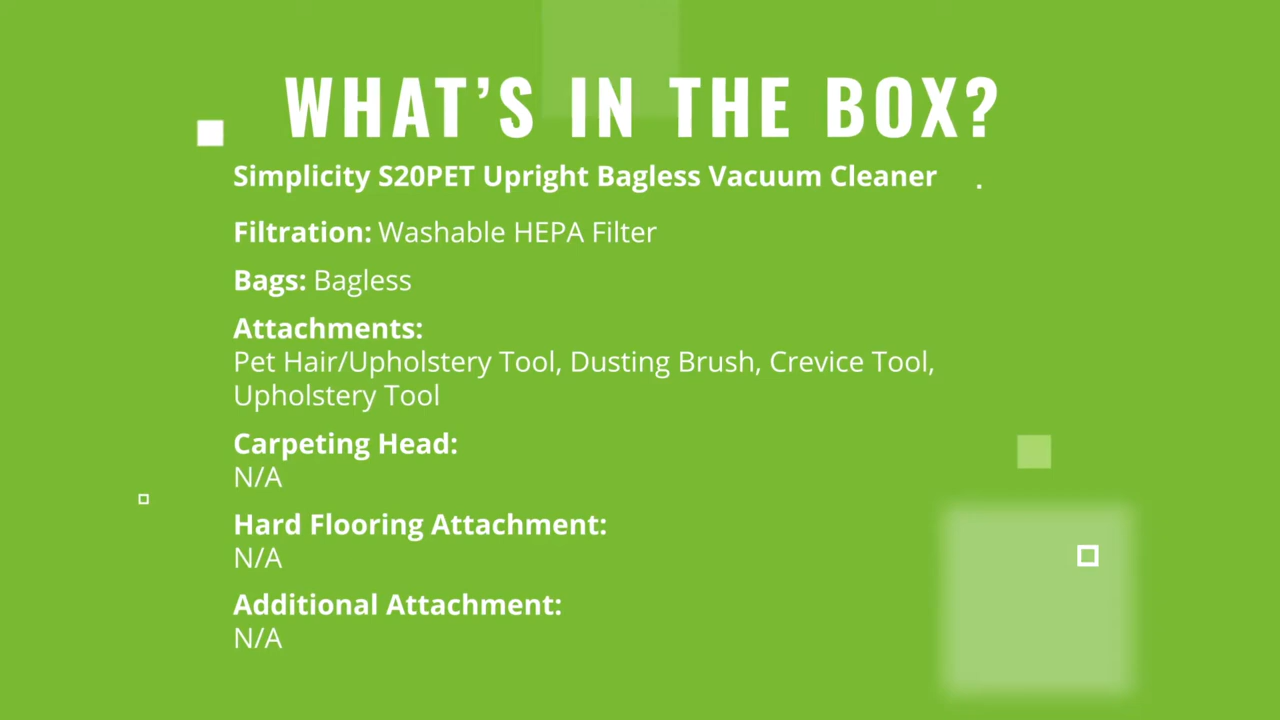 WHAT’S IN THE BOX?
Simplicity S20PET Upright Bagless Vacuum Cleaner
Filtration: Washable HEPA Filter
Bags: Bagless
Attachments:
Pet Hair/Upholstery Tool, Dusting Brush, Crevice Tool,
Upholstery Tool
Carpeting Head:
N/A
Hard Flooring Attachment:
N/A
Additional Attachment:
N/A